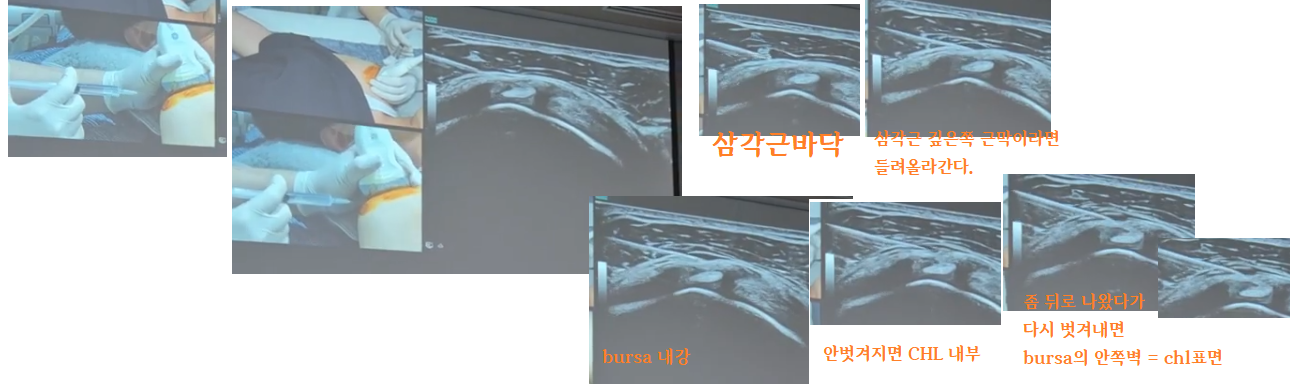 삼각근바닥
삼각근 깊은쪽 근막이라면
들려올라간다.
bursa 내강
안벗겨지면 CHL 내부
좀 뒤로 나왔다가
다시 벗겨내면
bursa의 안쪽벽 = chl표면